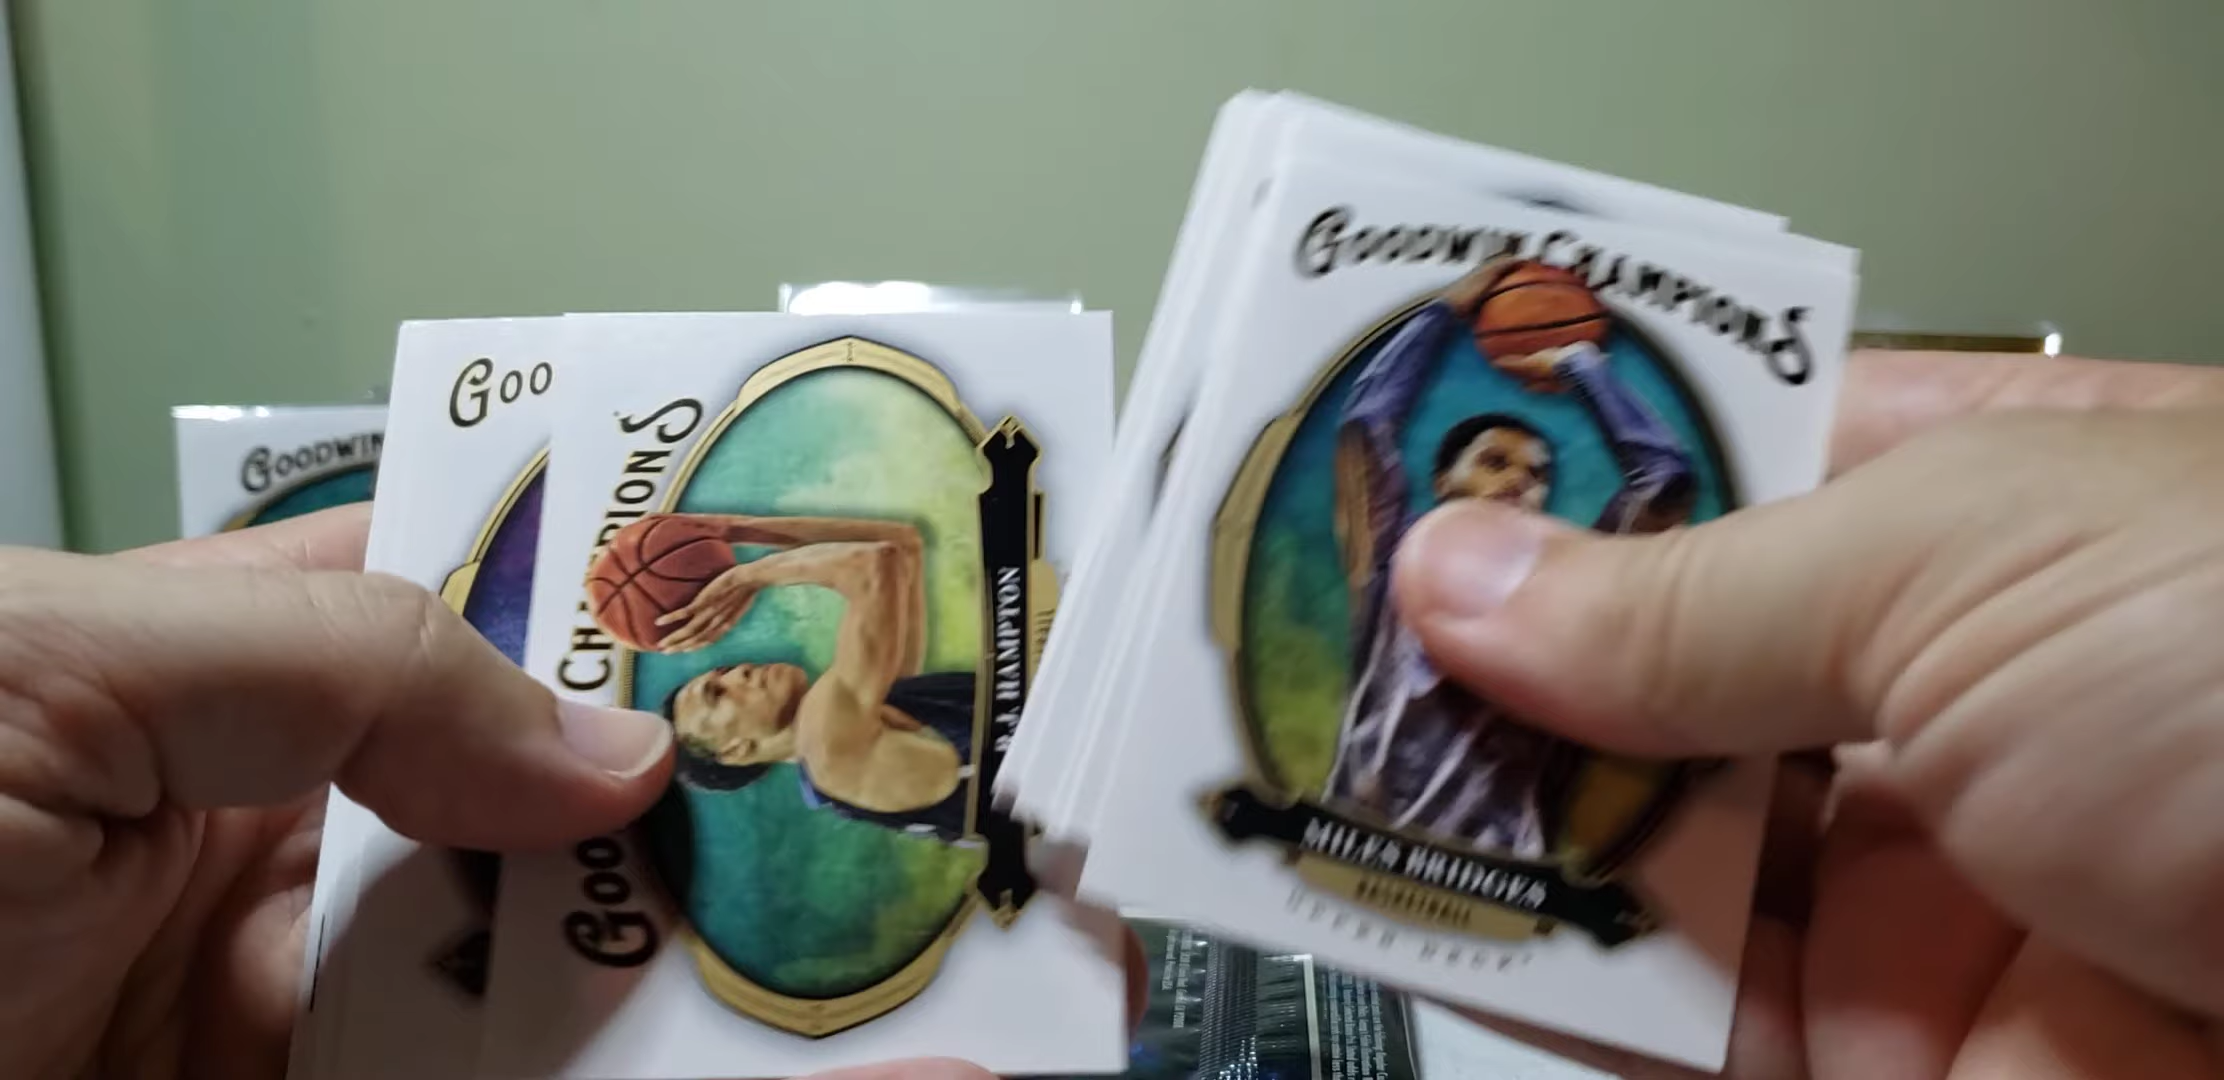 GOODWIN
GOO
GOO CHAMPIONS
R.J. HAMPTON
GOODWIN CHAMPIONS
MILES BRIDGES
BASKETBALL
UPPER DECK